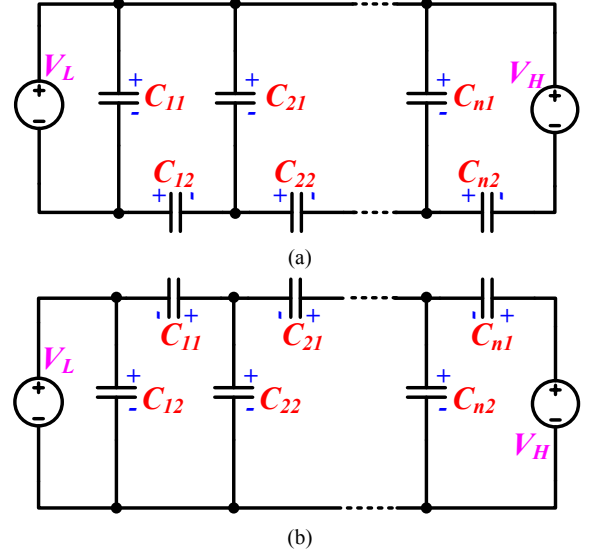 V_L + - + - C_11 + - C_21 + - C_n1 V_H + -
C_12 C_22 C_n2
+ - + - + -
(a)
- + - + - +
C_11 C_21 C_n1
V_L + - + - C_12 + - C_22 + - C_n2 + - V_H
(b)